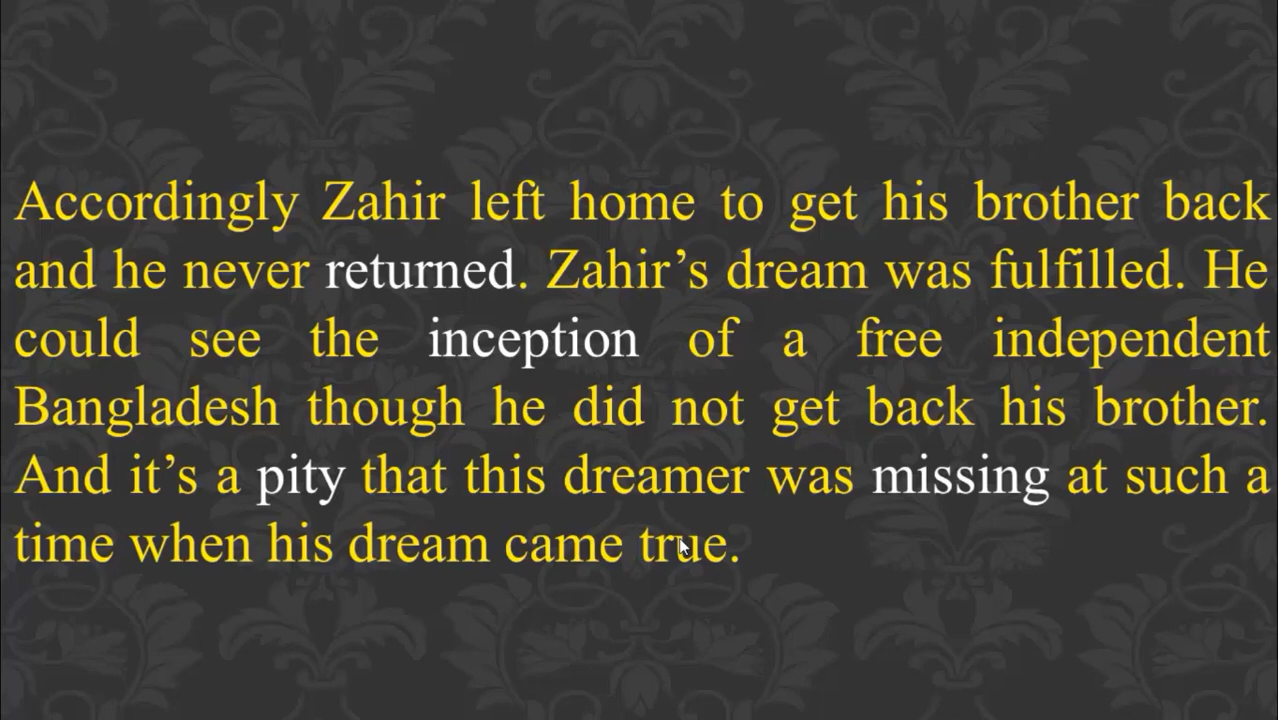 Accordingly Zahir left home to get his brother back
and he never returned. Zahir’s dream was fulfilled. He
could see the inception of a free independent
Bangladesh though he did not get back his brother.
And it’s a pity that this dreamer was missing at such a
time when his dream came true.